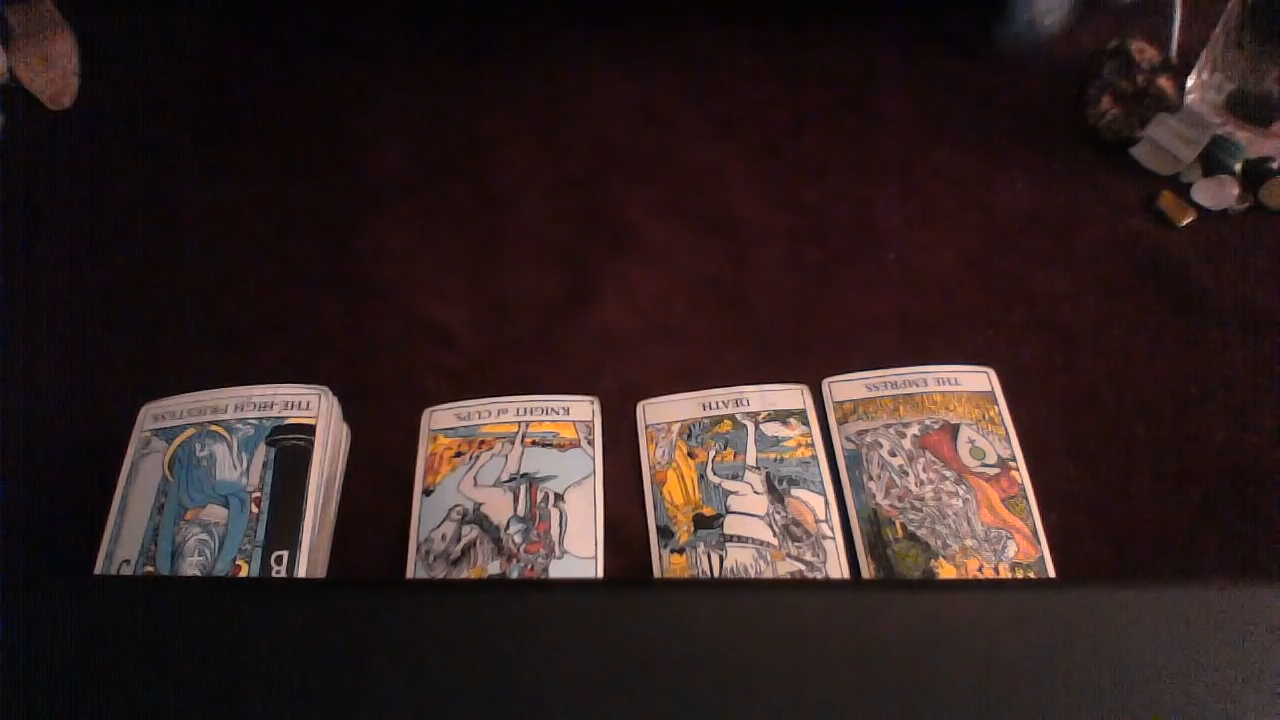 THE HIGH PRIESTESS
KNIGHT of CUPS.
DEATH.
THE EMPRESS
B
J